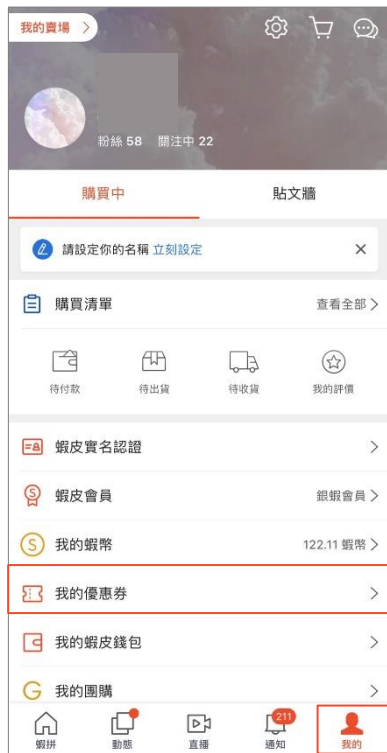 我的賣場 >
粉絲 58 關注中 22
購買中 貼文牆
請設定你的名稱 立刻設定 ×
購買清單 查看全部 >
待付款 待出貨 待收貨 我的評價
蝦皮實名認證 >
蝦皮會員 銀蝦會員 >
S 我的蝦幣 122.11 蝦幣 >
我的優惠券 >
我的蝦皮錢包 >
G 我的團購 >
211
蝦拼 動態 直播 通知 我的